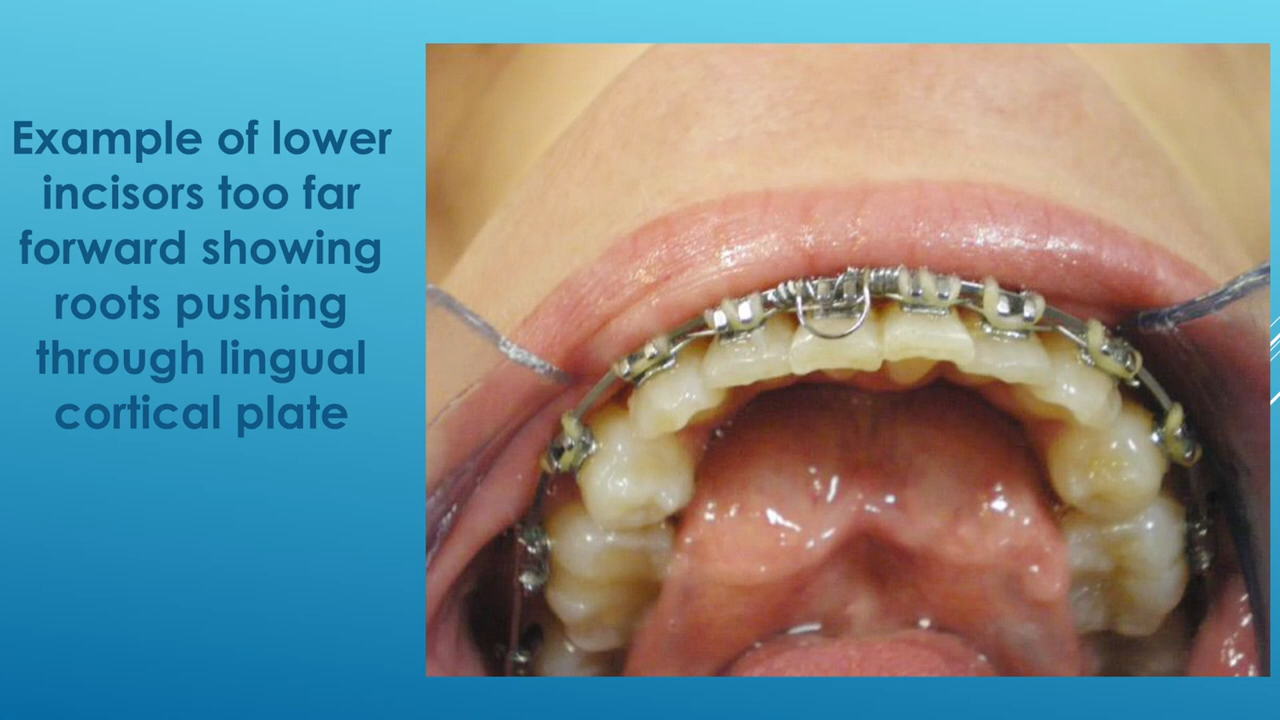 Example of lower
incisors too far
forward showing
roots pushing
through lingual
cortical plate